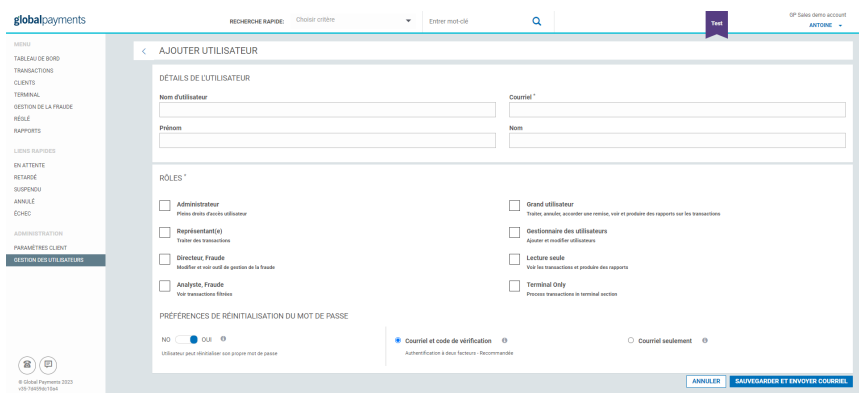 globalpayments
RECHERCHE RAPIDE: Choisir critère Entrer mot-clé
Test
GP Sales demo account
ANTOINE
MENU
TABLEAU DE BORD
TRANSACTIONS
CLIENTS
TERMINAL
GESTION DE LA FRAUDE
RÉGLÉ
RAPPORTS
LIENS RAPIDES
EN ATTENTE
RETARDÉ
SUSPENDU
ANNULÉ
ÉCHEC
ADMINISTRATION
PARAMÈTRES CLIENT
GESTION DES UTILISATEURS
© Global Payments 2023
AJOUTER UTILISATEUR
DÉTAILS DE L'UTILISATEUR
Nom d'utilisateur
Courriel *
Prénom
Nom
RÔLES *
Administrateur
Pleins droits d'accès utilisateur
Grand utilisateur
Traiter, annuler, accorder une remise, voir et produire des rapports sur les transactions
Représentant(e)
Traiter des transactions
Gestionnaire des utilisateurs
Ajouter et modifier utilisateurs
Directeur, Fraude
Modifier et voir outil de gestion de la fraude
Lecture seule
Voir les transactions et produire des rapports
Analyste, Fraude
Voir transactions filtrées
Terminal Only
Process transactions in terminal section
PRÉFÉRENCES DE RÉINITIALISATION DU MOT DE PASSE
NO OUI
Utilisateur peut réinitialiser son propre mot de passe
Courriel et code de vérification
Authentification à deux facteurs - Recommandée
Courriel seulement
ANNULER
SAUVEGARDER ET ENVOYER COURRIEL